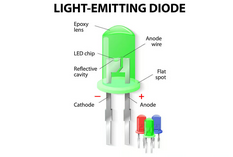 LIGHT-EMITTING DIODE
Epoxy
lens
Anode
wire
LED chip
Reflective
cavity
Flat
spot
− +
Cathode
Anode